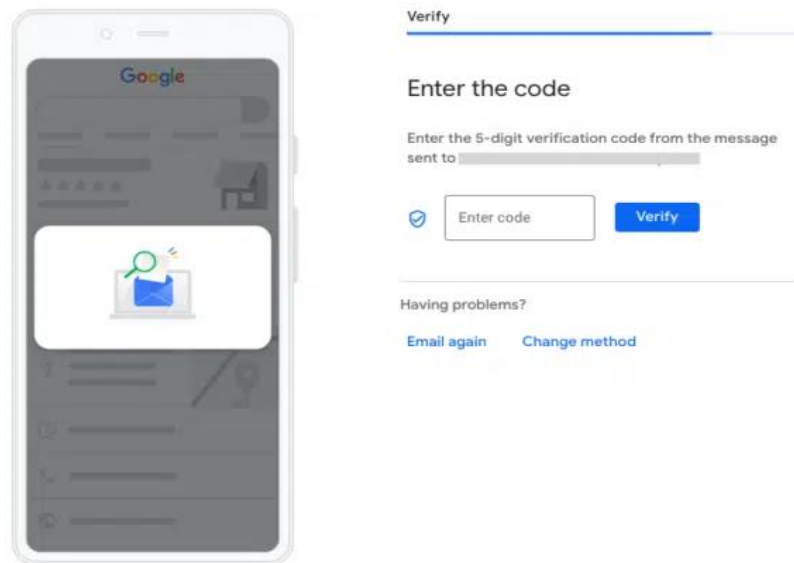 Google
Verify
Enter the code
Enter the 5-digit verification code from the message
sent to
Enter code
Verify
Having problems?
Email again
Change method